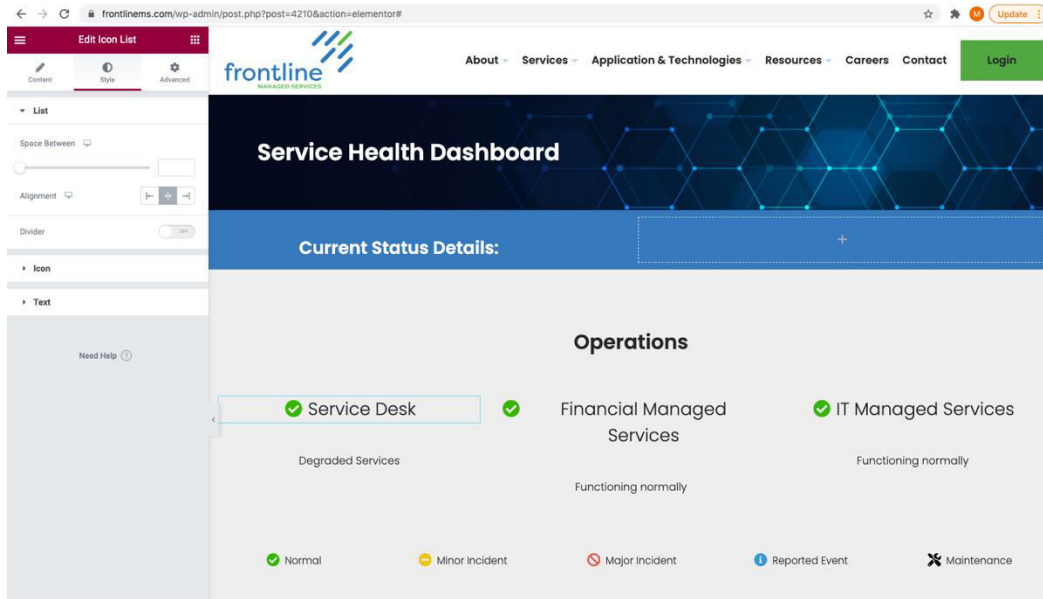 frontlinems.com/wp-admin/post.php?post=4210&action=elementor#
M
Update
Edit Icon List
Content
Style
Advanced
List
Space Between
Alignment
Divider
OFF
Icon
Text
Need Help ?
frontline
MANAGED SERVICES
About
Services
Application & Technologies
Resources
Careers
Contact
Login
Service Health Dashboard
Current Status Details:
+
Operations
Service Desk
Financial Managed
Services
IT Managed Services
Degraded Services
Functioning normally
Functioning normally
Normal
Minor Incident
Major Incident
Reported Event
Maintenance